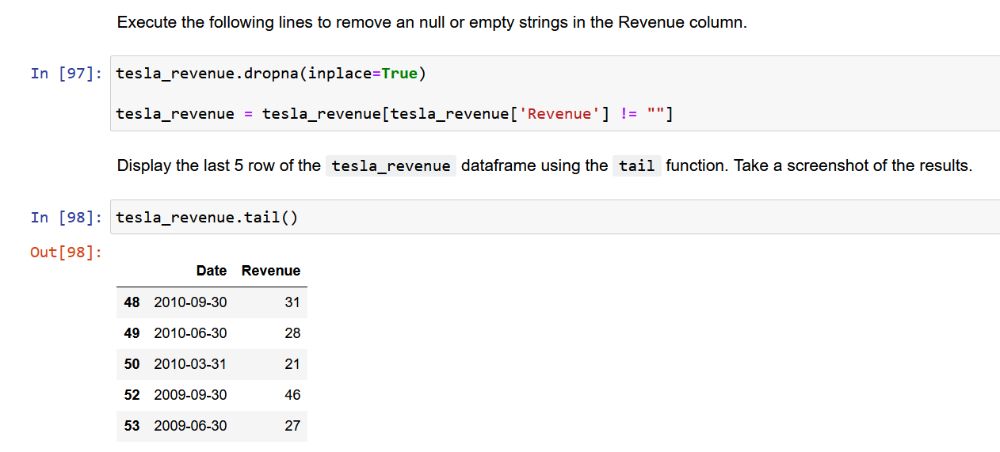 Execute the following lines to remove an null or empty strings in the Revenue column.
In [97]: tesla_revenue.dropna(inplace=True)
tesla_revenue = tesla_revenue[tesla_revenue['Revenue'] != ""]
Display the last 5 row of the tesla_revenue dataframe using the tail function. Take a screenshot of the results.
In [98]: tesla_revenue.tail()
Out[98]:
Date Revenue
48 2010-09-30 31
49 2010-06-30 28
50 2010-03-31 21
52 2009-09-30 46
53 2009-06-30 27